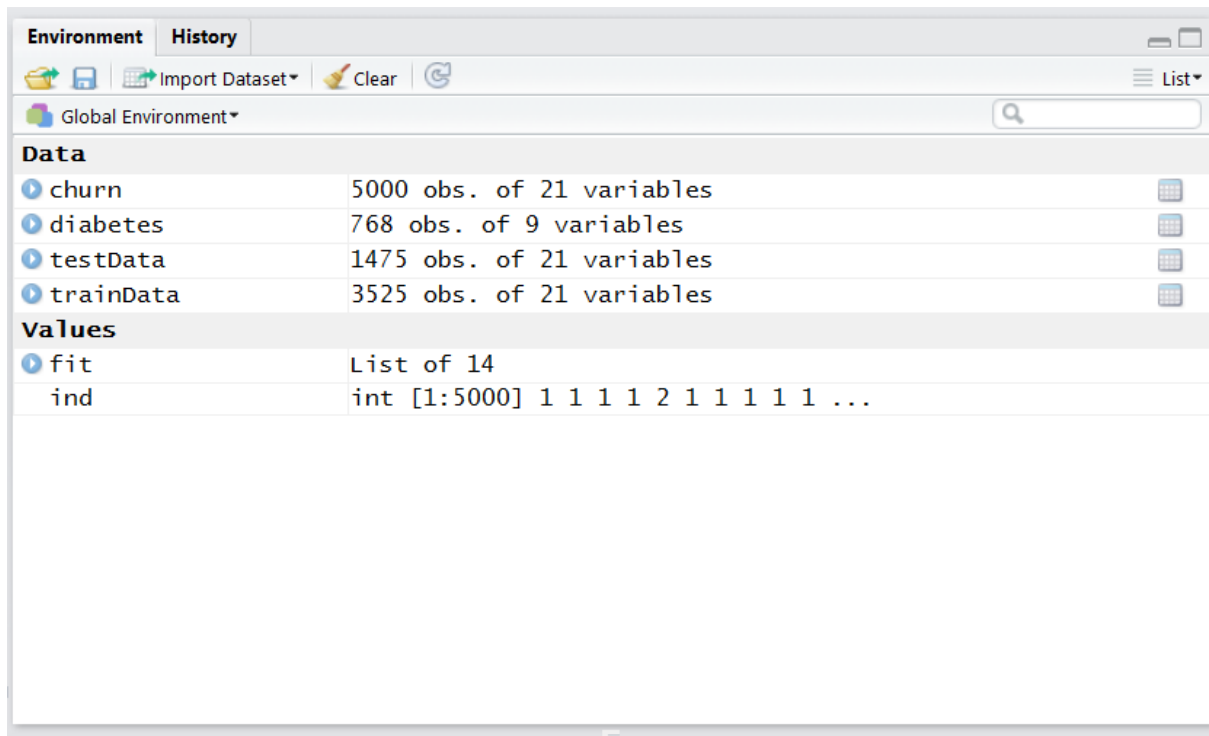 Environment History
Import Dataset Clear List
Global Environment
Data
churn 5000 obs. of 21 variables
diabetes 768 obs. of 9 variables
testData 1475 obs. of 21 variables
trainData 3525 obs. of 21 variables
Values
fit List of 14
ind int [1:5000] 1 1 1 1 2 1 1 1 1 1 ...